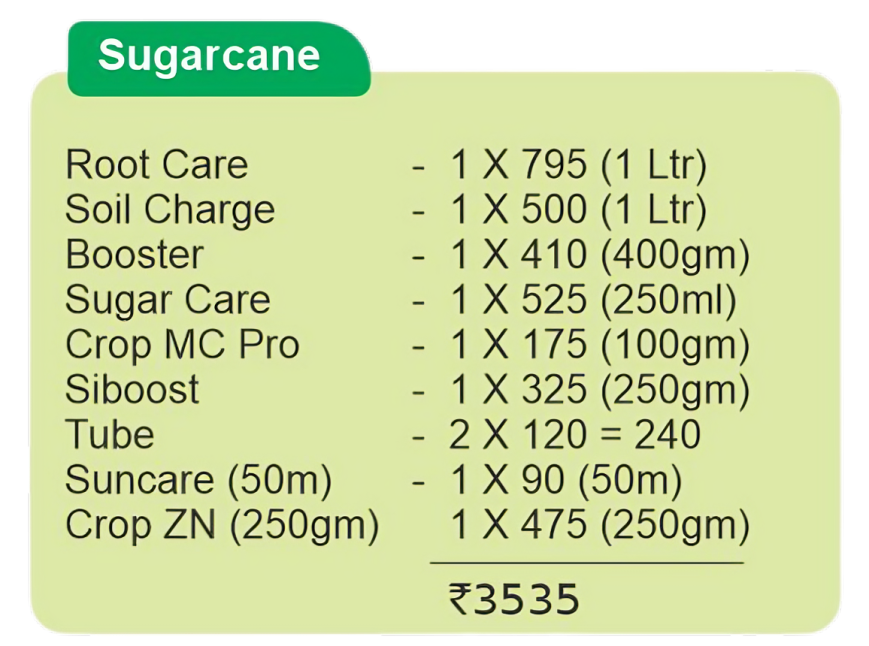 Sugarcane
Root Care - 1 X 795 (1 Ltr)
Soil Charge - 1 X 500 (1 Ltr)
Booster - 1 X 410 (400gm)
Sugar Care - 1 X 525 (250ml)
Crop MC Pro - 1 X 175 (100gm)
Siboost - 1 X 325 (250gm)
Tube - 2 X 120 = 240
Suncare (50m) - 1 X 90 (50m)
Crop ZN (250gm) 1 X 475 (250gm)
₹3535